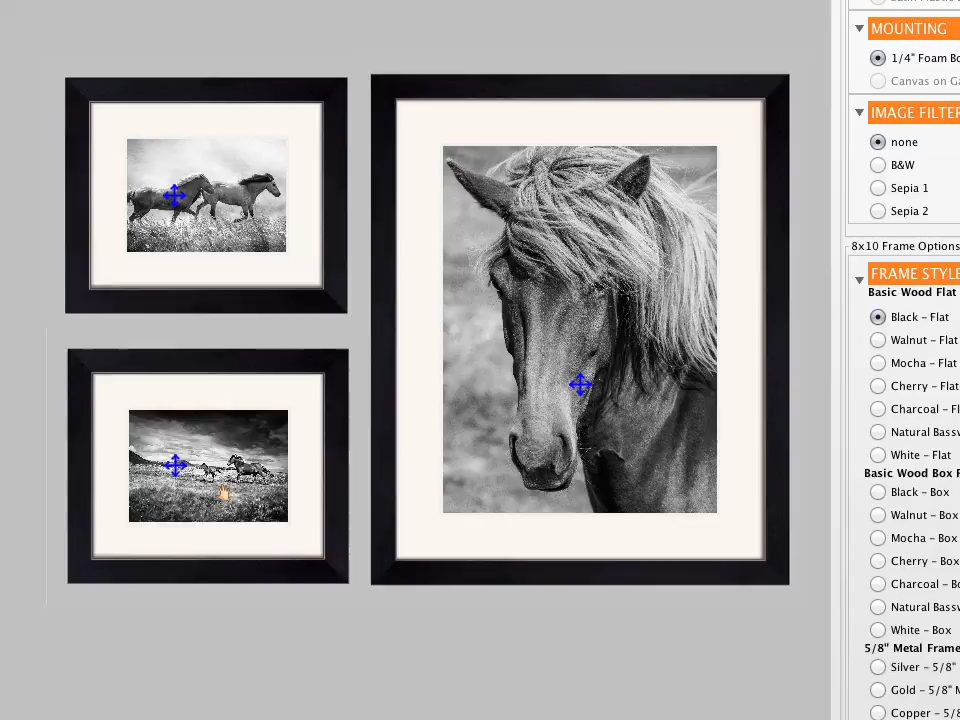 MOUNTING
1/4" Foam
Canvas on
IMAGE FILTER
none
B&W
Sepia 1
Sepia 2
8x10 Frame Options
FRAME STYLE
Basic Wood Flat
Black – Flat
Walnut – Flat
Mocha – Flat
Cherry – Flat
Charcoal – Fl
Natural Bassw
White – Flat
Basic Wood Box F
Black – Box
Walnut – Box
Mocha – Box
Cherry – Box
Charcoal – B
Natural Bassw
White – Box
5/8" Metal Frame
Silver – 5/8"
Gold – 5/8" M
Copper – 5/8